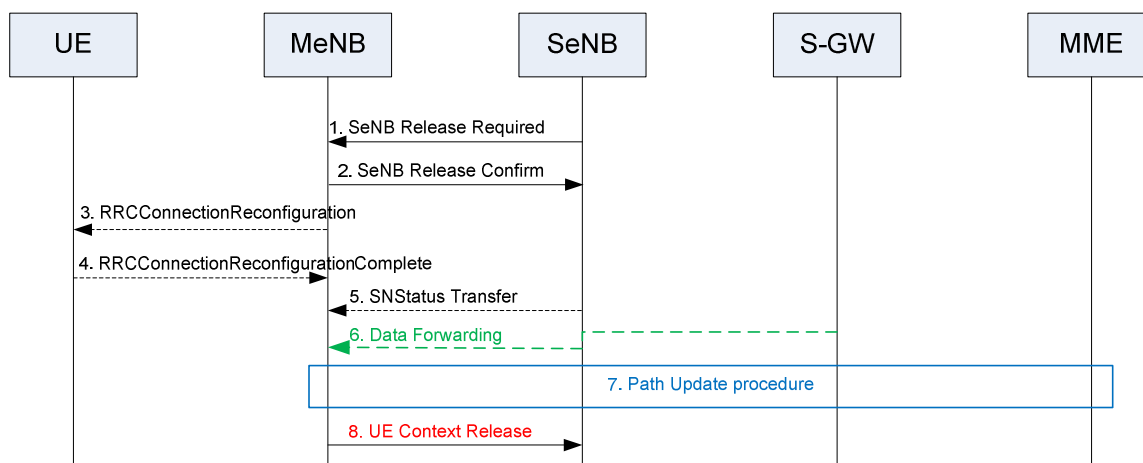 UE
MeNB
SeNB
S-GW
MME
1. SeNB Release Required
2. SeNB Release Confirm
3. RRCConnectionReconfiguration
4. RRCConnectionReconfigurationComplete
5. SNStatus Transfer
6. Data Forwarding
7. Path Update procedure
8. UE Context Release